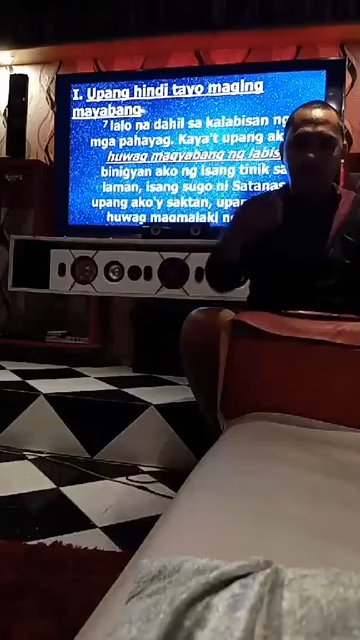 I. Upang hindi tayo maging
mayabang-
7 lalo na dahil sa kalabisan ng
mga pahayag. Kaya't upang ak
huwag magyabang ng labis
binigyan ako ng isang tinik sa
laman, isang sugo ni Satanas
upang ako'y saktan, upan
huwag magmalaki ng